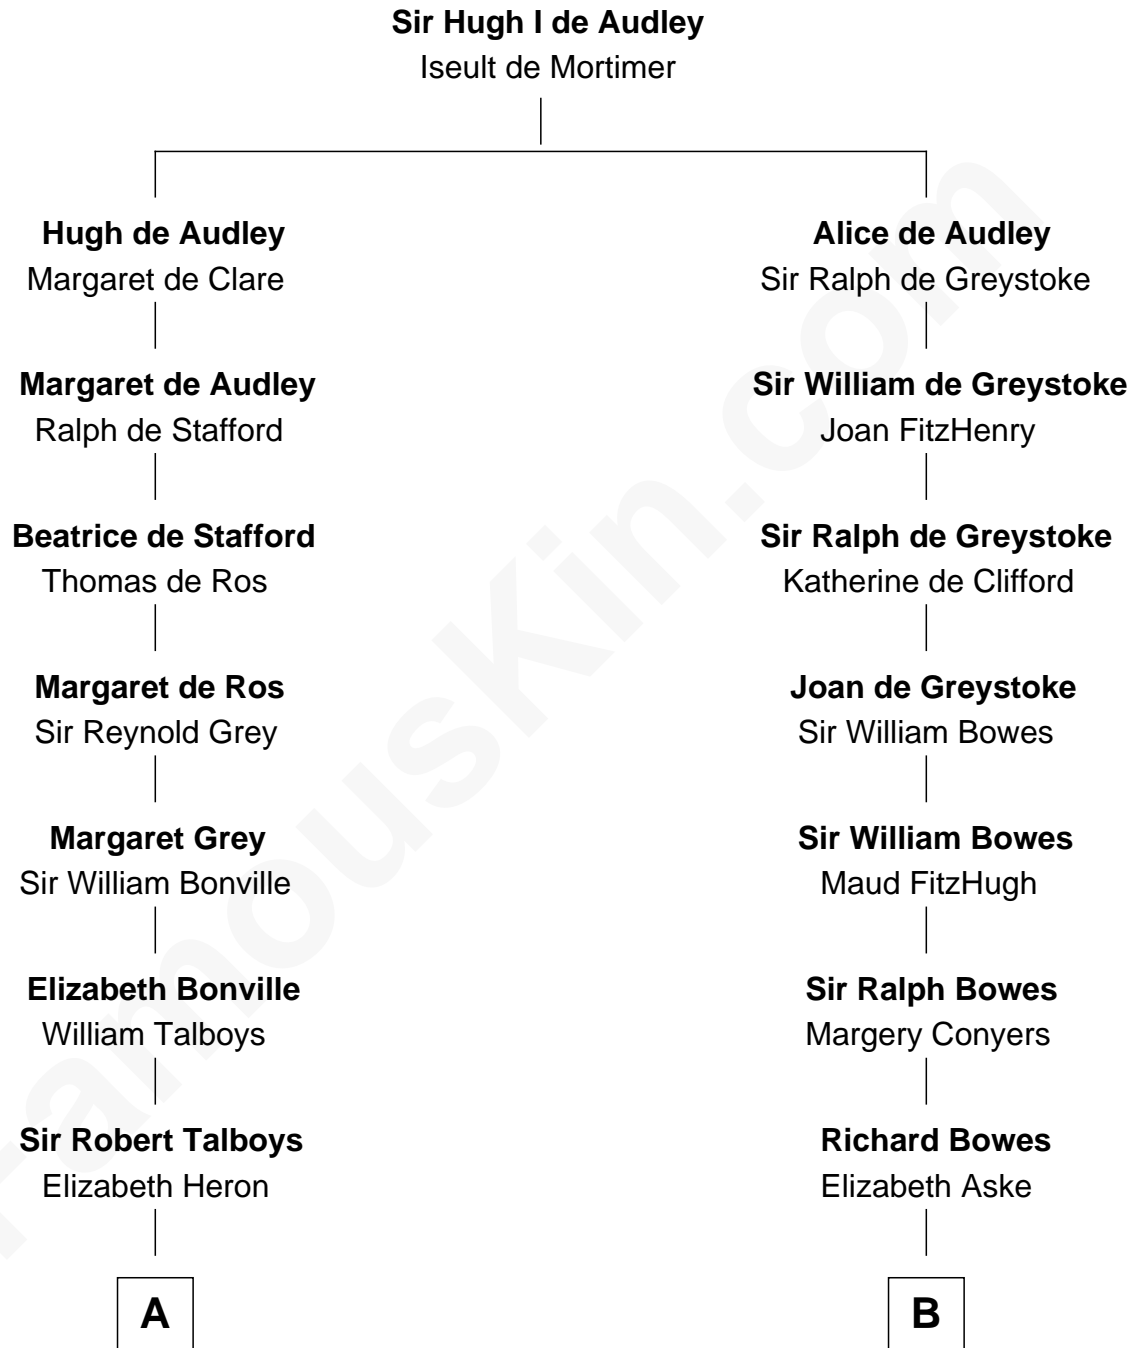 Sir Hugh I de Audley
Iseult de Mortimer
Hugh de Audley
Margaret de Clare
Alice de Audley
Sir Ralph de Greystoke
Margaret de Audley
Ralph de Stafford
Sir William de Greystoke
Joan FitzHenry
Beatrice de Stafford
Thomas de Ros
Sir Ralph de Greystoke
Katherine de Clifford
Margaret de Ros
Sir Reynold Grey
Joan de Greystoke
Sir William Bowes
Margaret Grey
Sir William Bonville
Sir William Bowes
Maud FitzHugh
Elizabeth Bonville
William Talboys
Sir Ralph Bowes
Margery Conyers
Sir Robert Talboys
Elizabeth Heron
Richard Bowes
Elizabeth Aske
A
B
FamousKin.com